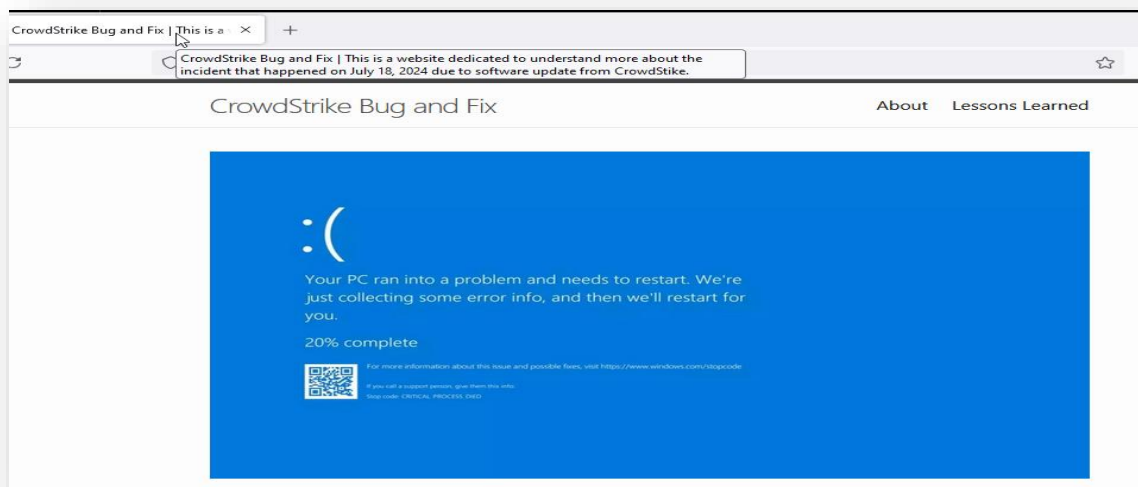 CrowdStrike Bug and Fix | This is a
CrowdStrike Bug and Fix | This is a website dedicated to understand more about the
incident that happened on July 18, 2024 due to software update from CrowdStike.
CrowdStrike Bug and Fix
About Lessons Learned
:(
Your PC ran into a problem and needs to restart. We're
just collecting some error info, and then we'll restart for
you.
20% complete
For more information about this issue and possible fixes, visit https://www.windows.com/stopcode
If you call a support person, give them this info:
Stop code: CRITICAL PROCESS DIED